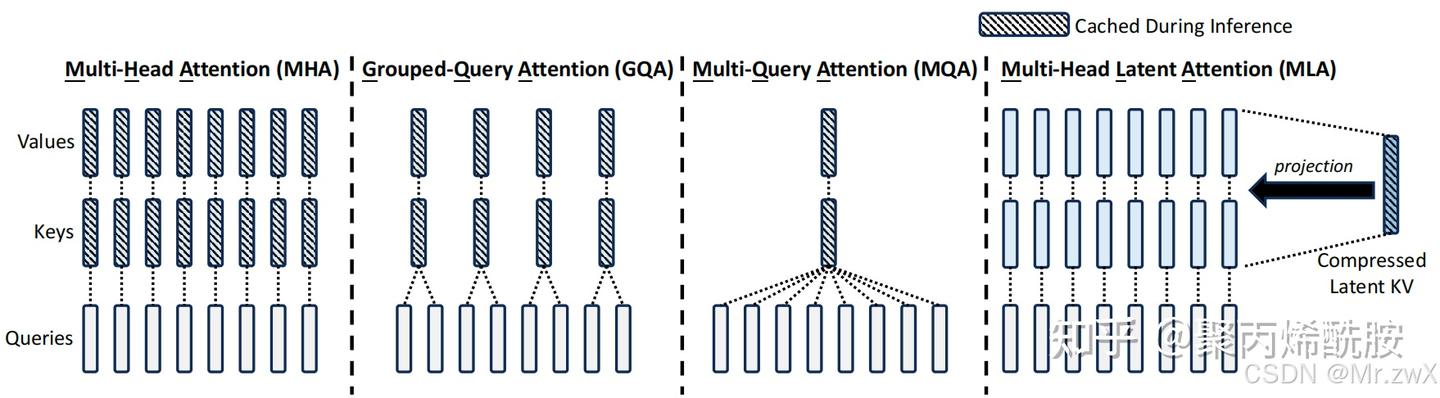 Cached During Inference
Multi-Head Attention (MHA)
Grouped-Query Attention (GQA)
Multi-Query Attention (MQA)
Multi-Head Latent Attention (MLA)
Values
projection
Keys
Compressed
Latent KV
Queries
知乎 @聚丙烯酰胺
CSDN @Mr.zwX